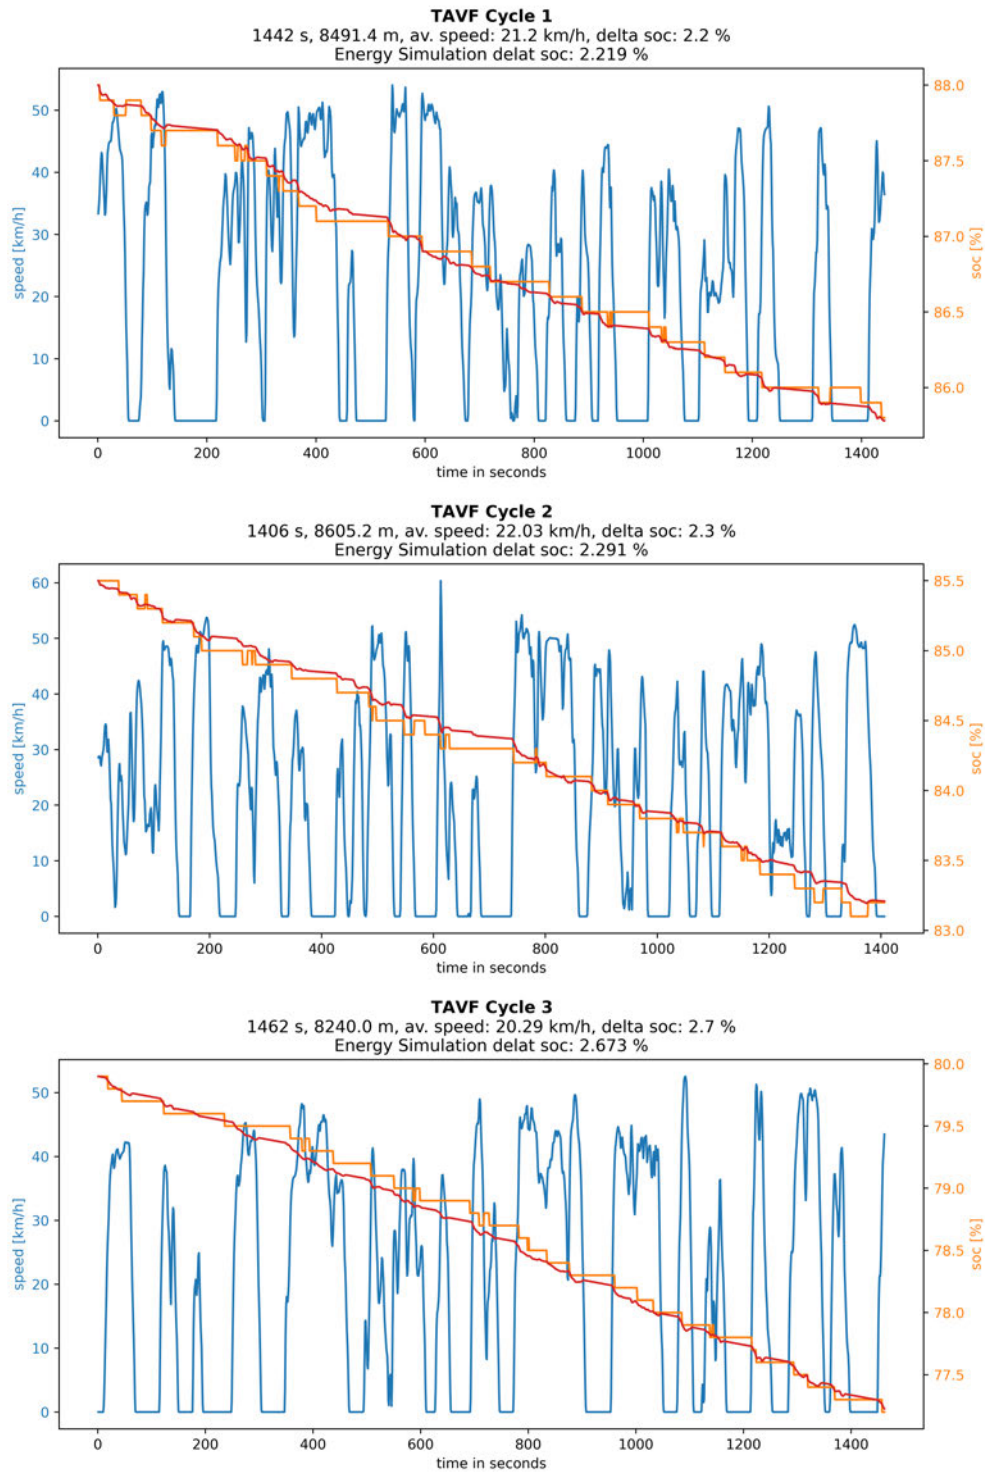 TAVF Cycle 1
1442 s, 8491.4 m, av. speed: 21.2 km/h, delta soc: 2.2 %
Energy Simulation delat soc: 2.219 %
speed [km/h]
50
40
30
20
10
0
88.0
87.5
87.0
86.5
86.0
soc [%]
0 200 400 600 800 1000 1200 1400
time in seconds
TAVF Cycle 2
1406 s, 8605.2 m, av. speed: 22.03 km/h, delta soc: 2.3 %
Energy Simulation delat soc: 2.291 %
speed [km/h]
60
50
40
30
20
10
0
85.5
85.0
84.5
84.0
83.5
83.0
soc [%]
0 200 400 600 800 1000 1200 1400
time in seconds
TAVF Cycle 3
1462 s, 8240.0 m, av. speed: 20.29 km/h, delta soc: 2.7 %
Energy Simulation delat soc: 2.673 %
speed [km/h]
50
40
30
20
10
0
80.0
79.5
79.0
78.5
78.0
77.5
soc [%]
0 200 400 600 800 1000 1200 1400
time in seconds